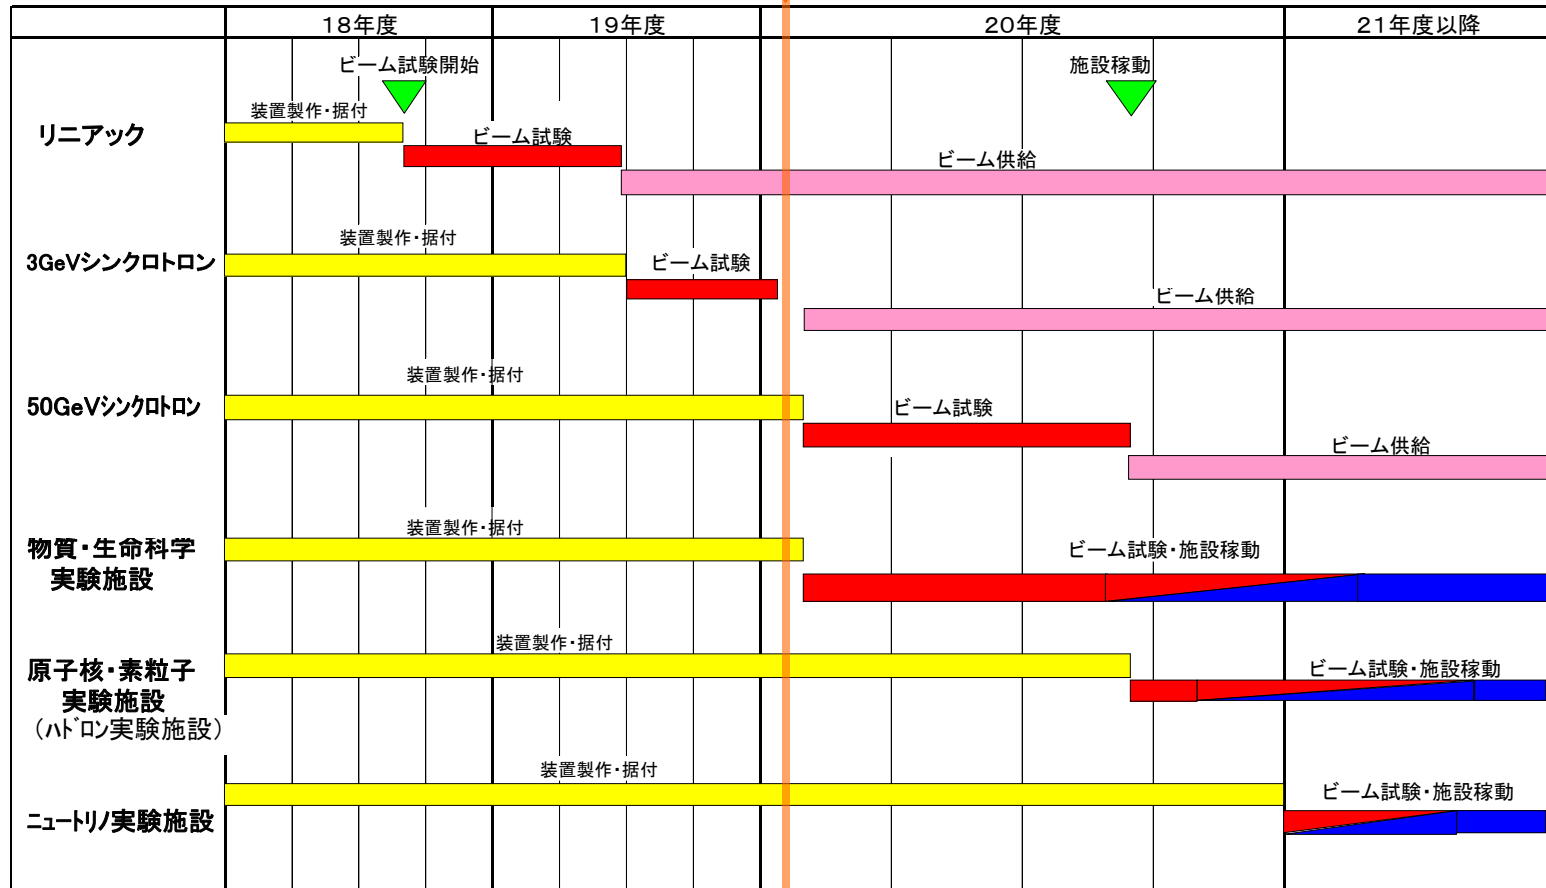 18年度 19年度 20年度 21年度以降
ビーム試験開始 施設稼動
装置製作・据付
リニアック ビーム試験
ビーム供給
装置製作・据付
3GeVシンクロトロン ビーム試験
ビーム供給
装置製作・据付
50GeVシンクロトロン ビーム試験
ビーム供給
装置製作・据付
物質・生命科学 ビーム試験・施設稼動
実験施設
装置製作・据付
原子核・素粒子 ビーム試験・施設稼動
実験施設
（ハドロン実験施設）
装置製作・据付
ビーム試験・施設稼動
ニュートリノ実験施設